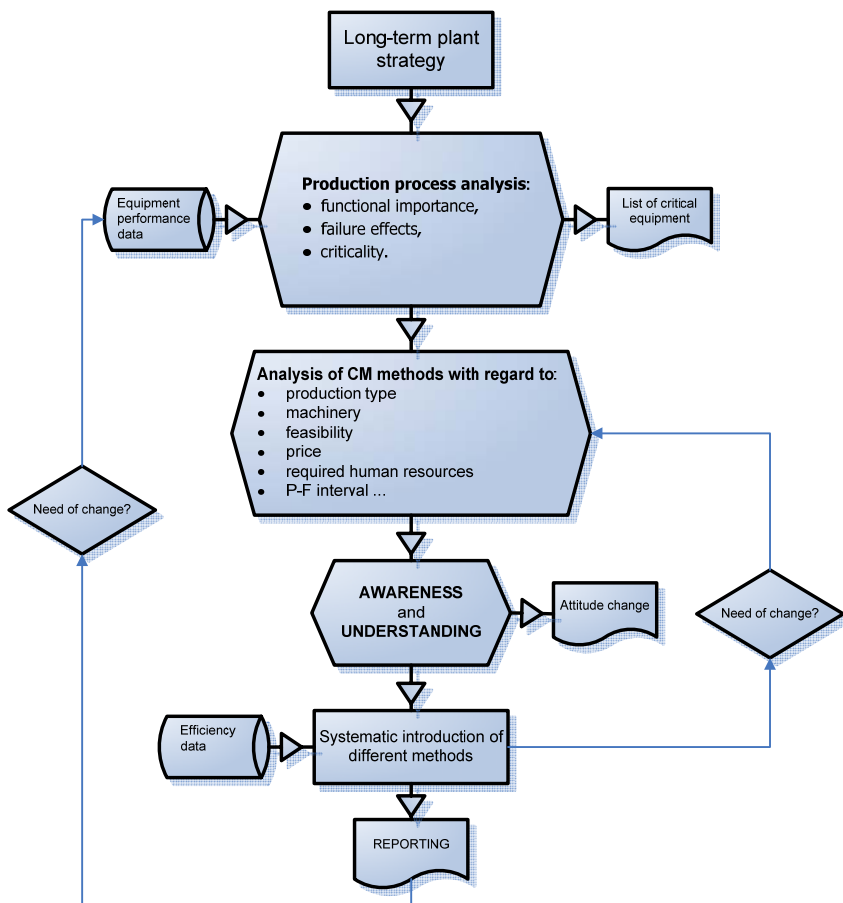 Long-term plant
strategy
Production process analysis:
• functional importance,
• failure effects,
• criticality.
Equipment
performance
data
List of critical
equipment
Analysis of CM methods with regard to:
• production type
• machinery
• feasibility
• price
• required human resources
• P-F interval ...
Need of change?
AWARENESS
and
UNDERSTANDING
Attitude change
Need of change?
Efficiency
data
Systematic introduction of
different methods
REPORTING